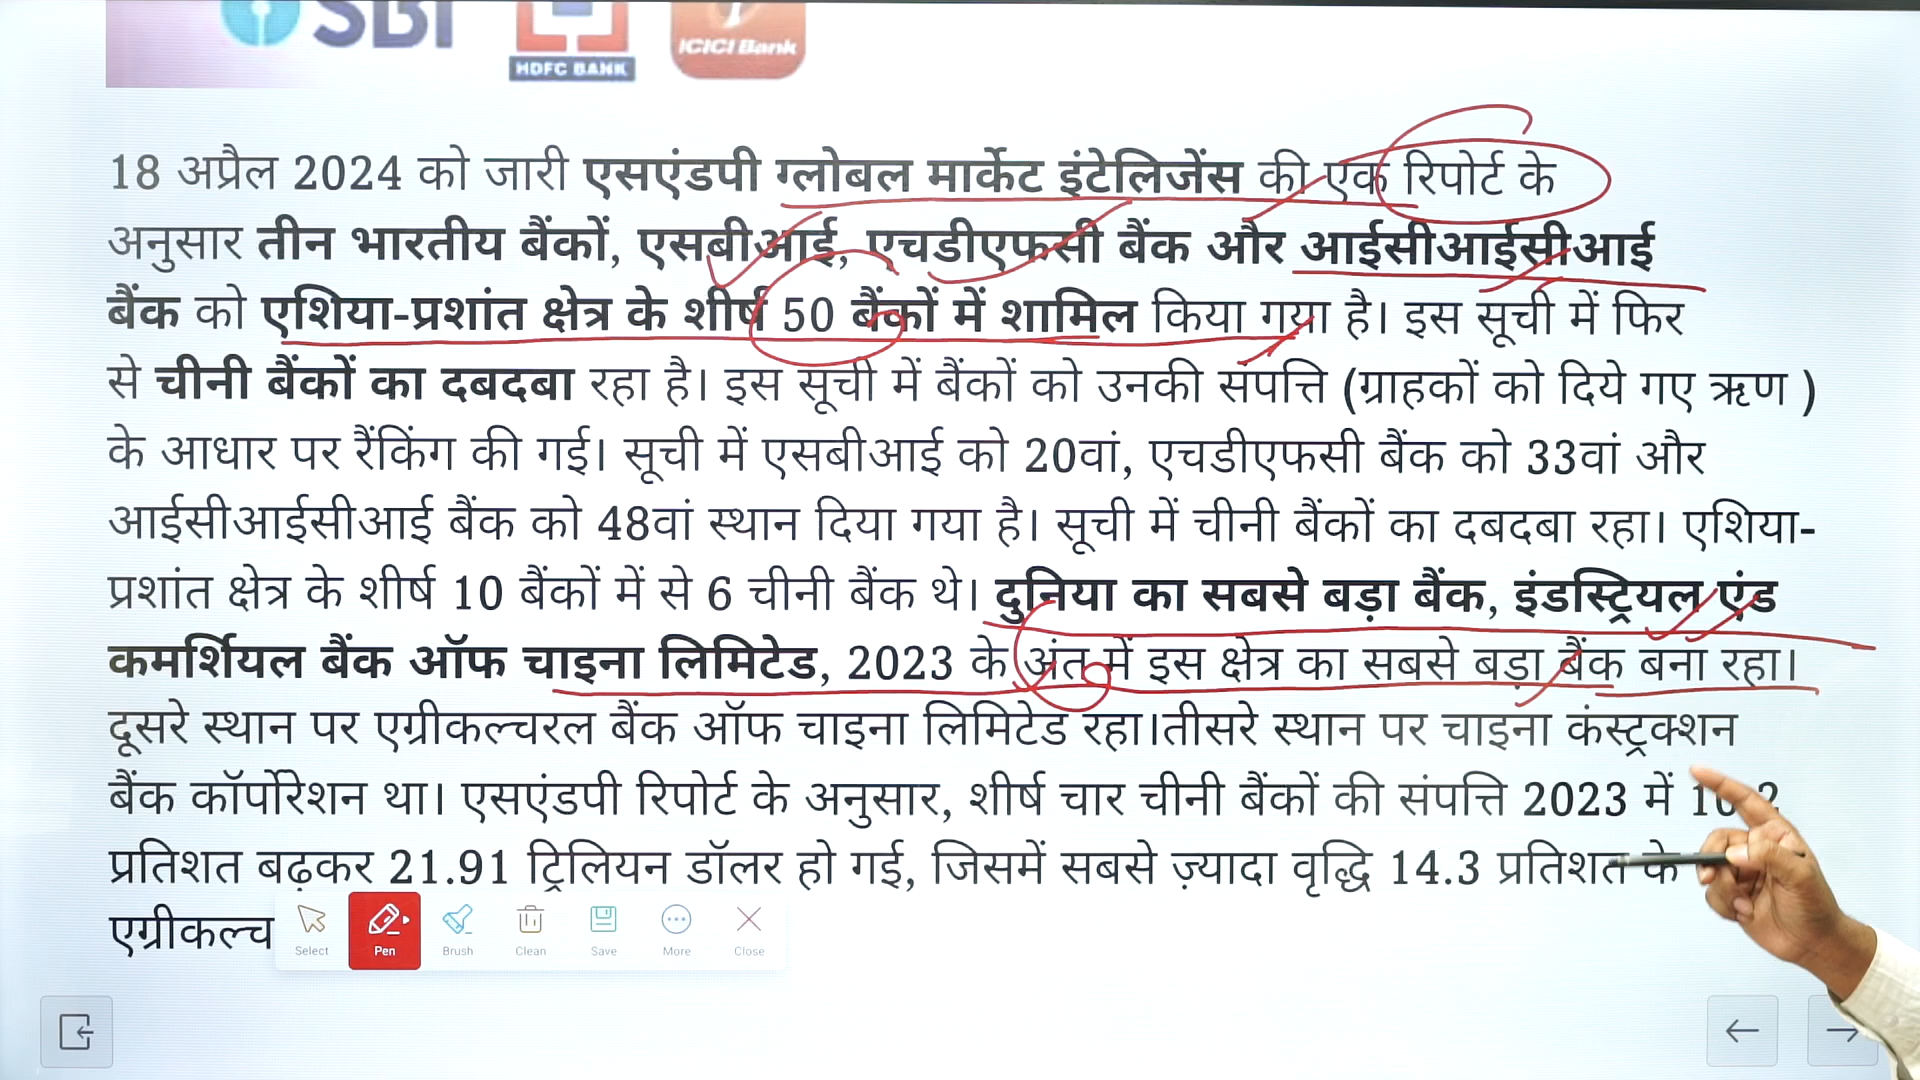 SBI
HDFC BANK
ICICI Bank
18 अप्रैल 2024 को जारी एसएंडपी ग्लोबल मार्केट इंटेलिजेंस की एक रिपोर्ट के
अनुसार तीन भारतीय बैंकों, एसबीआई, एचडीएफसी बैंक और आईसीआईसीआई
बैंक को एशिया-प्रशांत क्षेत्र के शीर्ष 50 बैंकों में शामिल किया गया है। इस सूची में फिर
से चीनी बैंकों का दबदबा रहा है। इस सूची में बैंकों को उनकी संपत्ति (ग्राहकों को दिये गए ऋण )
के आधार पर रैंकिंग की गई। सूची में एसबीआई को 20वां, एचडीएफसी बैंक को 33वां और
आईसीआईसीआई बैंक को 48वां स्थान दिया गया है। सूची में चीनी बैंकों का दबदबा रहा। एशिया-
प्रशांत क्षेत्र के शीर्ष 10 बैंकों में से 6 चीनी बैंक थे। दुनिया का सबसे बड़ा बैंक, इंडस्ट्रियल एंड
कमर्शियल बैंक ऑफ चाइना लिमिटेड, 2023 के अंत में इस क्षेत्र का सबसे बड़ा बैंक बना रहा।
दूसरे स्थान पर एग्रीकल्चरल बैंक ऑफ चाइना लिमिटेड रहा।तीसरे स्थान पर चाइना कंस्ट्रक्शन
बैंक कॉर्पोरेशन था। एसएंडपी रिपोर्ट के अनुसार, शीर्ष चार चीनी बैंकों की संपत्ति 2023 में
प्रतिशत बढ़कर 21.91 ट्रिलियन डॉलर हो गई, जिसमें सबसे ज़्यादा वृद्धि 14.3 प्रतिशत के
एग्रीकल्च
Select Pen Brush Clean Save More Close